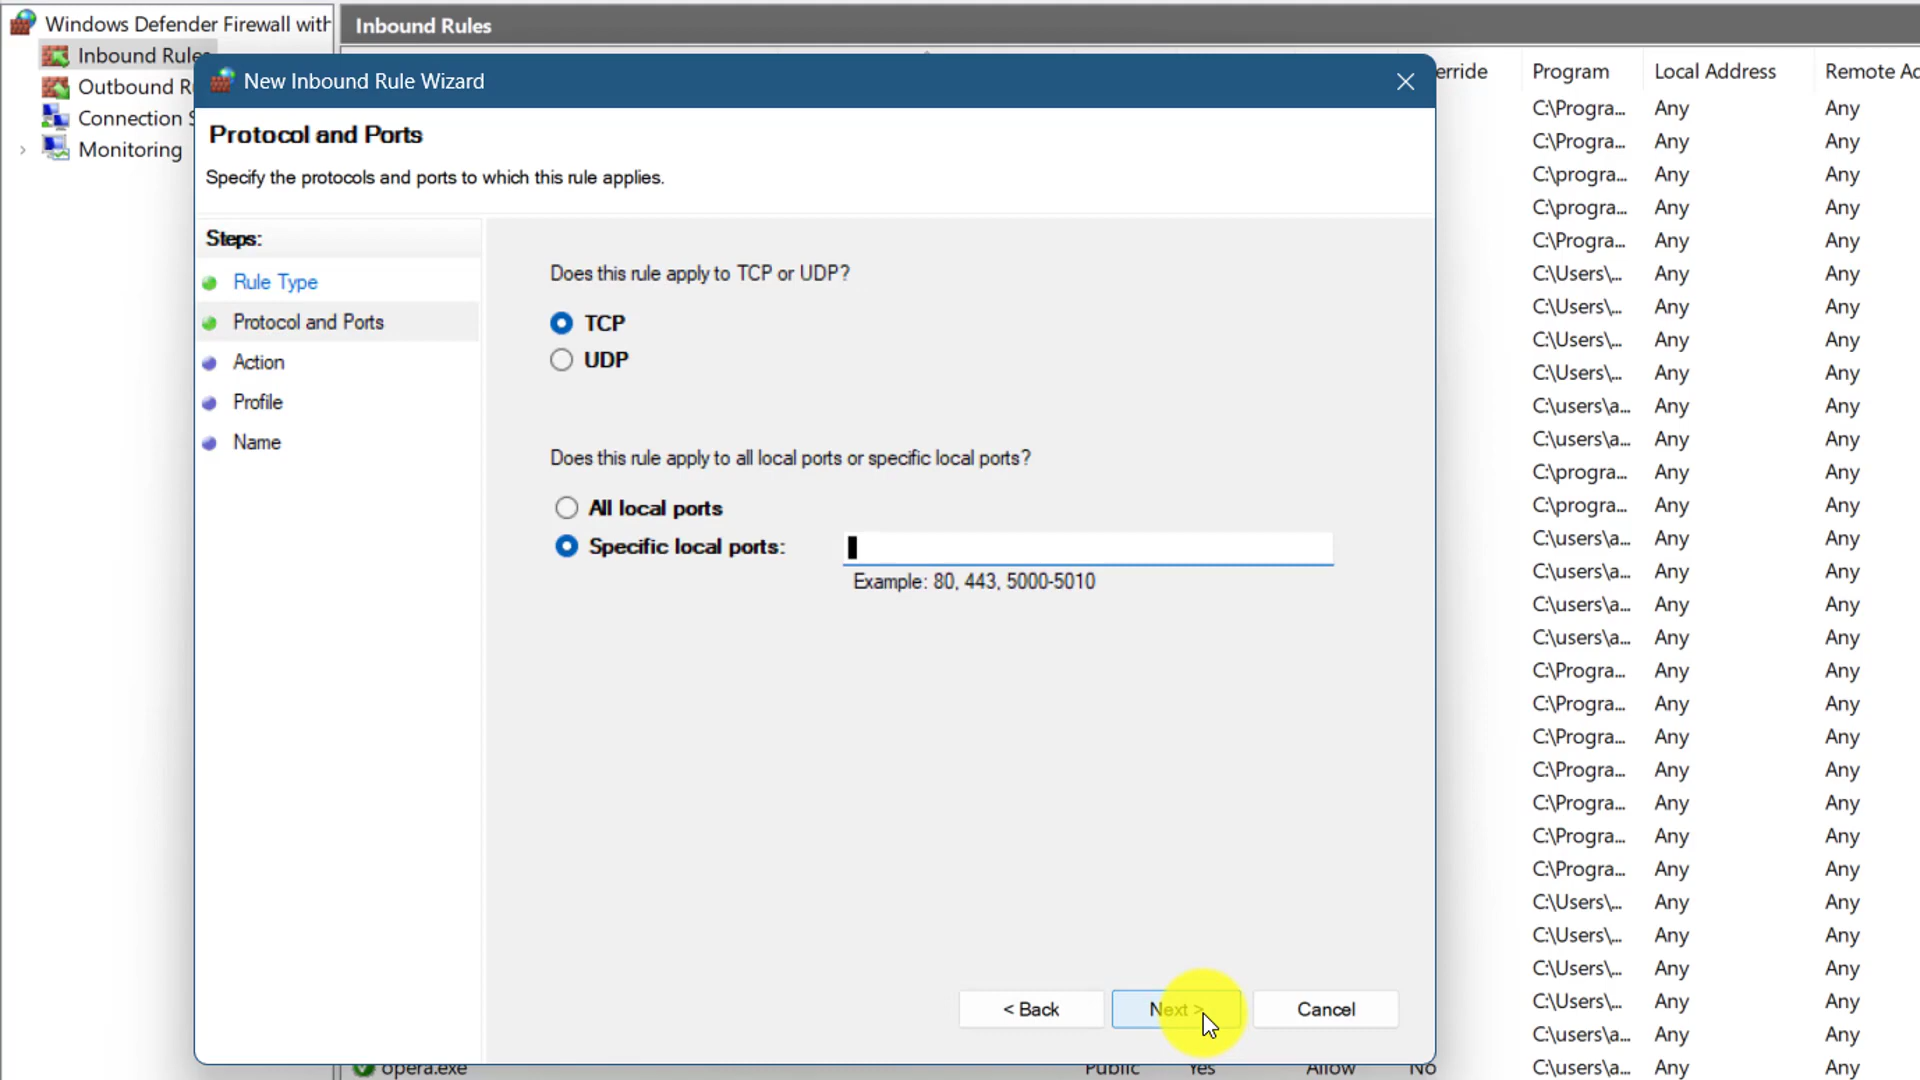 Windows Defender Firewall with
Inbound Rules
Outbound R
Connection S
Monitoring
Inbound Rules
New Inbound Rule Wizard
Protocol and Ports
Specify the protocols and ports to which this rule applies.
Steps:
Rule Type
Protocol and Ports
Action
Profile
Name
Does this rule apply to TCP or UDP?
TCP
UDP
Does this rule apply to all local ports or specific local ports?
All local ports
Specific local ports:
Example: 80, 443, 5000-5010
< Back
Next >
Cancel
erride Program Local Address Remote Ad
C:\Progra... Any Any
C:\Progra... Any Any
C:\progra... Any Any
C:\progra... Any Any
C:\Progra... Any Any
C:\Users\... Any Any
C:\Users\... Any Any
C:\Users\... Any Any
C:\Users\... Any Any
C:\users\a... Any Any
C:\users\a... Any Any
C:\progra... Any Any
C:\progra... Any Any
C:\users\a... Any Any
C:\users\a... Any Any
C:\users\a... Any Any
C:\users\a... Any Any
C:\Progra... Any Any
C:\Progra... Any Any
C:\Progra... Any Any
C:\Progra... Any Any
C:\Progra... Any Any
C:\Progra... Any Any
C:\Progra... Any Any
C:\Users\... Any Any
C:\Users\... Any Any
C:\Users\... Any Any
C:\Users\... Any Any
C:\users\a... Any Any
opera.exe Public Yes Allow No C:\users\a... Any Any